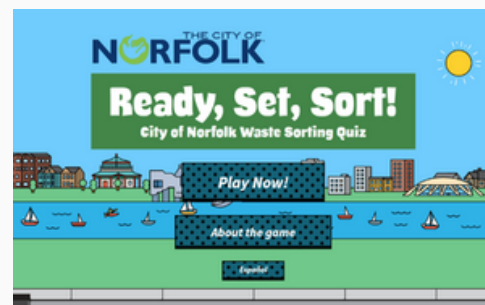 THE CITY OF
NORFOLK
Ready, Set, Sort!
City of Norfolk Waste Sorting Quiz
Play Now!
About the game
Español